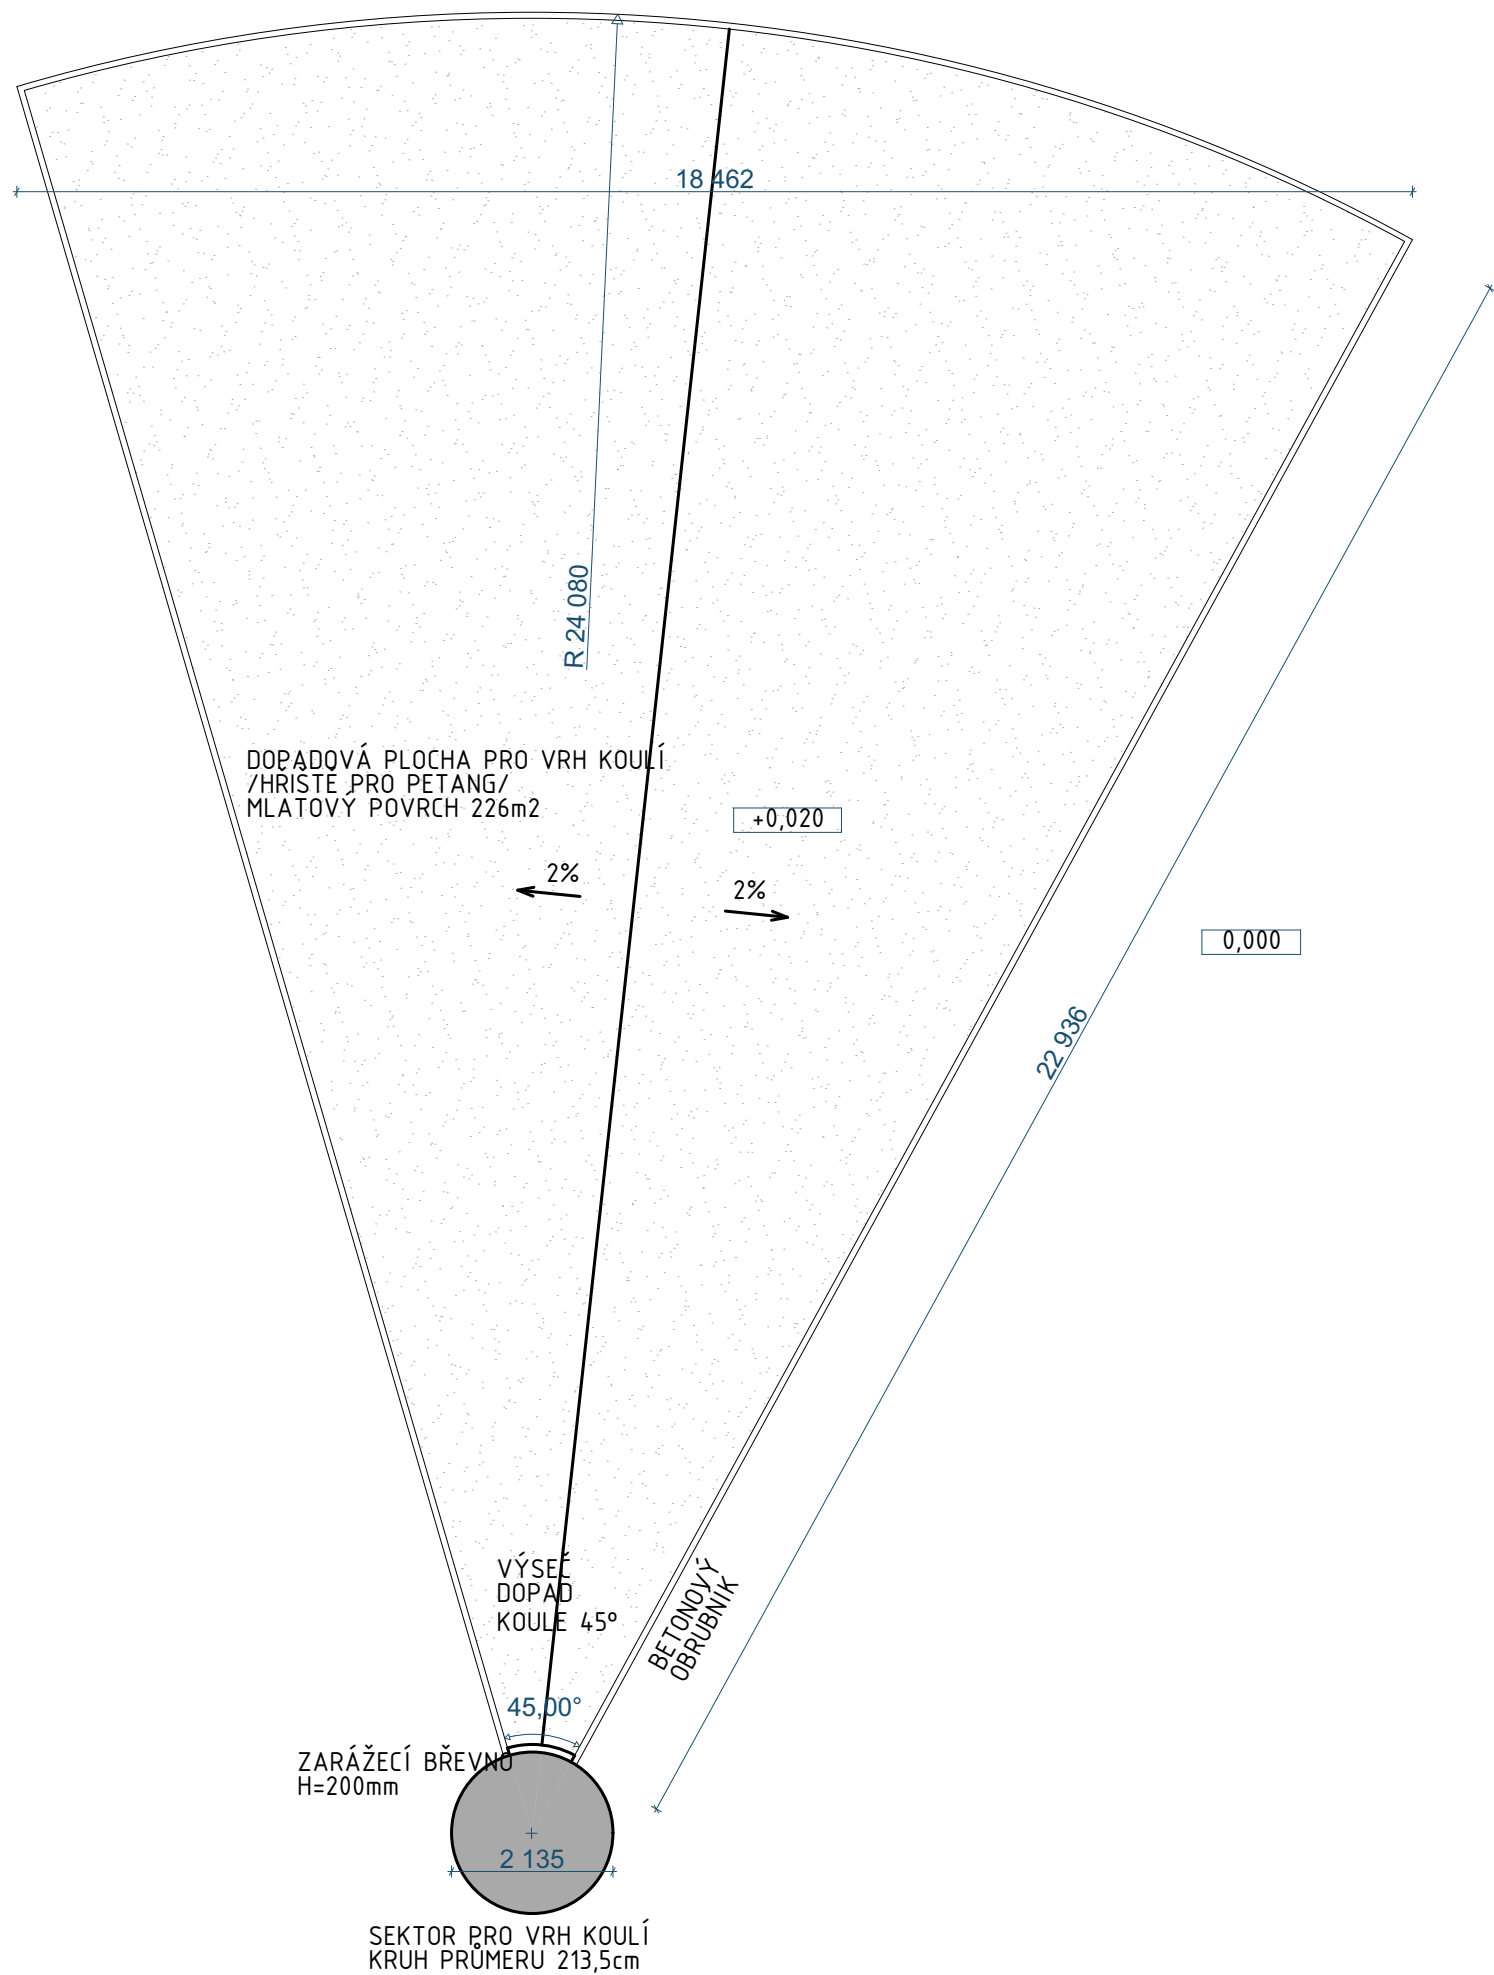 18 462
R 24 080
DOPADOVÁ PLOCHA PRO VRH KOULÍ
/HŘIŠTĚ PRO PETANG/
MLATOVÝ POVRCH 226m2
+0,020
2%
2%
0,000
22 936
VÝSEČ
DOPAD
KOULE 45°
BETONOVÝ
OBRUBNÍK
45,00°
ZARÁŽECÍ BŘEVNO
H=200mm
2 135
SEKTOR PRO VRH KOULÍ
KRUH PRŮMERU 213,5cm